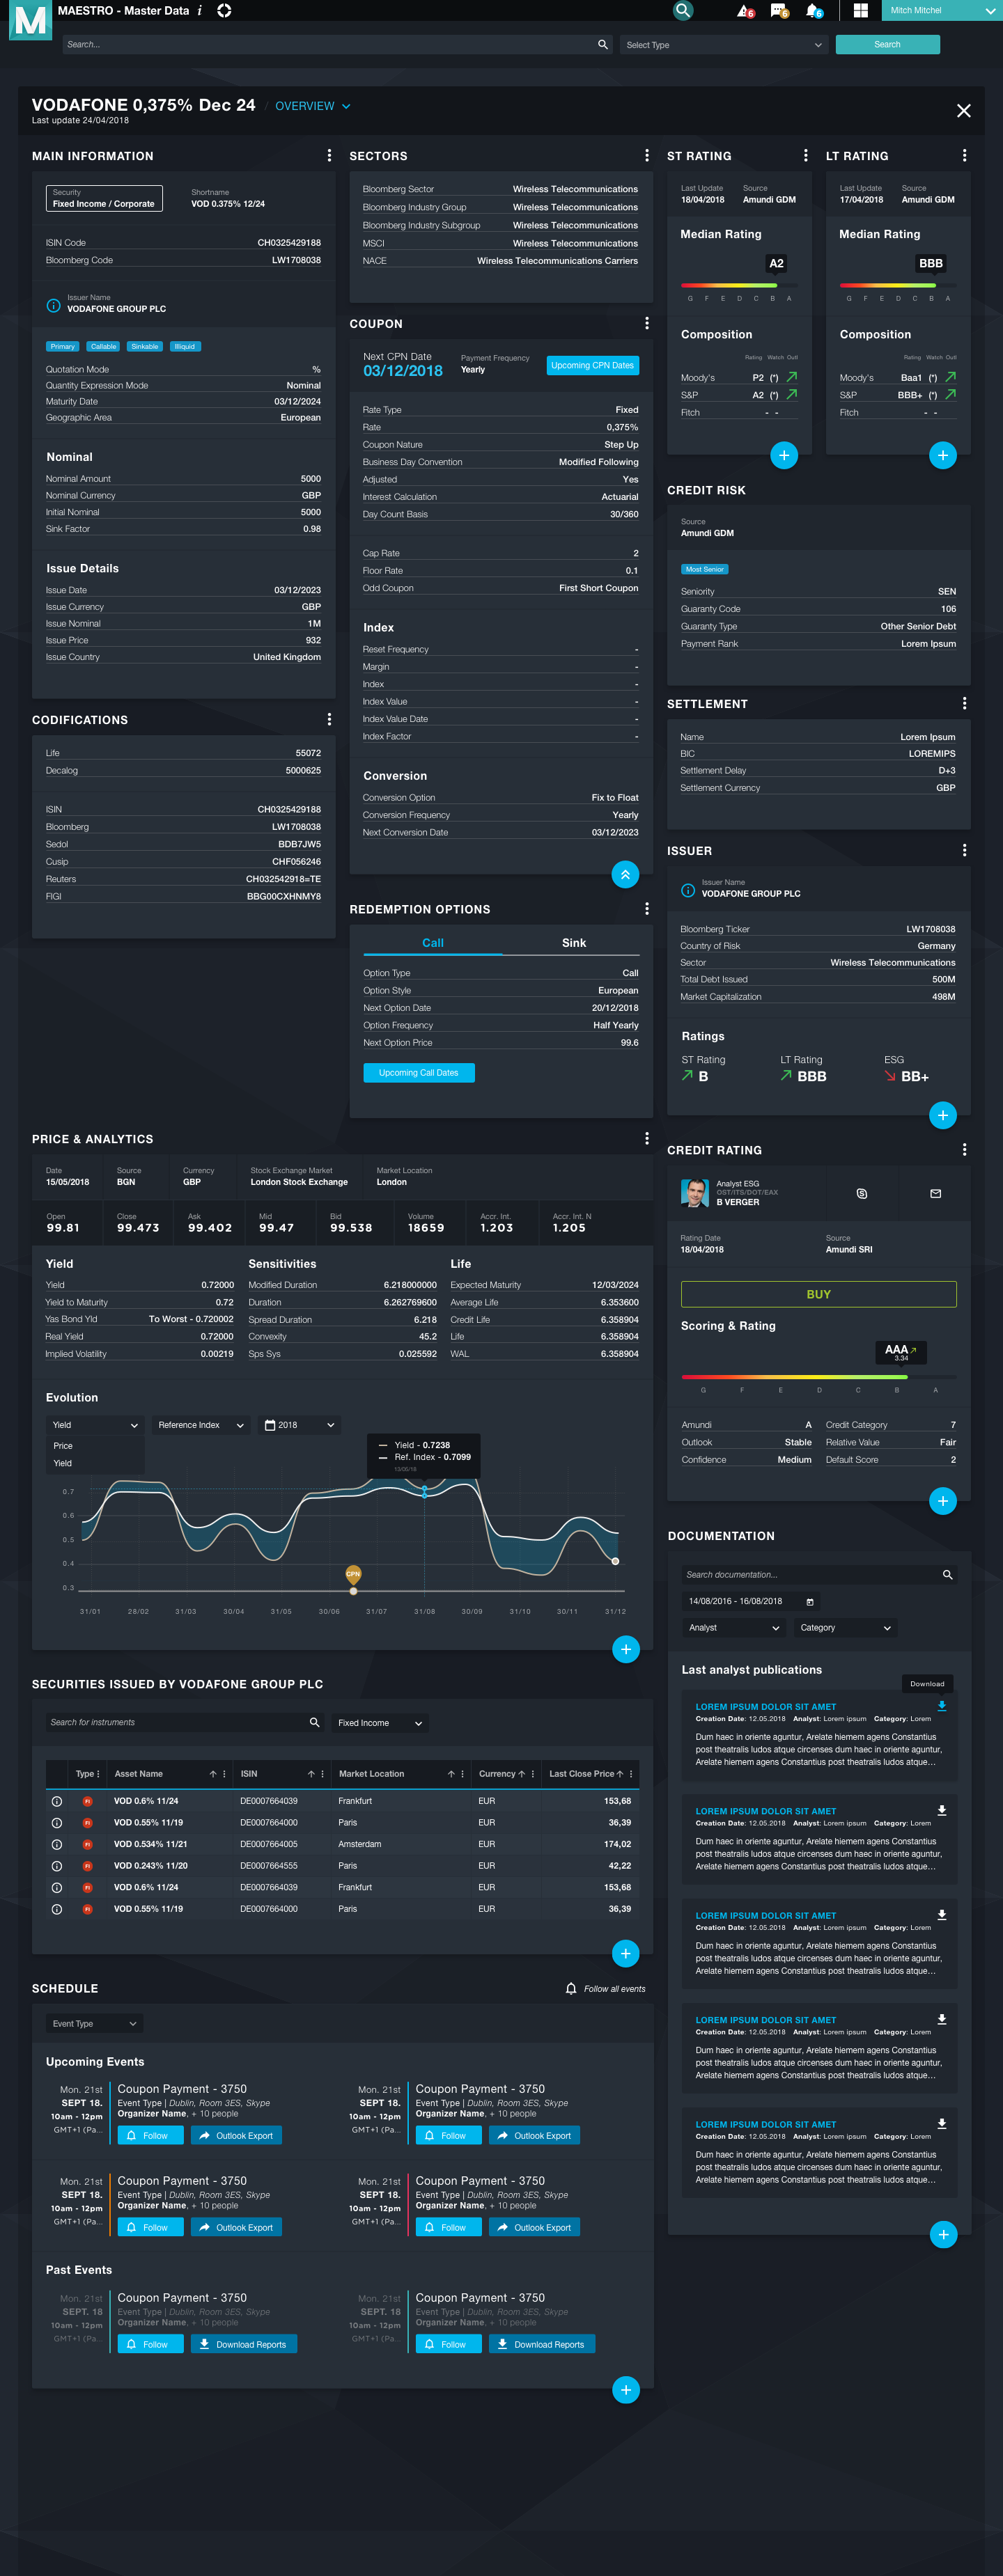 M MAESTRO - Master Data i
6 6 6
Mitch Mitchel
Search...
Select Type
Search
VODAFONE 0,375% Dec 24 / OVERVIEW
Last update 24/04/2018
MAIN INFORMATION
Security Shortname
Fixed Income / Corporate VOD 0.375% 12/24
ISIN Code CH0325429188
Bloomberg Code LW1708038
Issuer Name
VODAFONE GROUP PLC
Primary Callable Sinkable Illiquid
Quotation Mode %
Quantity Expression Mode Nominal
Maturity Date 03/12/2024
Geographic Area European
Nominal
Nominal Amount 5000
Nominal Currency GBP
Initial Nominal 5000
Sink Factor 0.98
Issue Details
Issue Date 03/12/2023
Issue Currency GBP
Issue Nominal 1M
Issue Price 932
Issue Country United Kingdom
CODIFICATIONS
Life 55072
Decalog 5000625
ISIN CH0325429188
Bloomberg LW1708038
Sedol BDB7JW5
Cusip CHF056246
Reuters CH032542918=TE
FIGI BBG00CXHNMY8
SECTORS
Bloomberg Sector Wireless Telecommunications
Bloomberg Industry Group Wireless Telecommunications
Bloomberg Industry Subgroup Wireless Telecommunications
MSCI Wireless Telecommunications
NACE Wireless Telecommunications Carriers
COUPON
Next CPN Date Payment Frequency
03/12/2018 Yearly
Upcoming CPN Dates
Rate Type Fixed
Rate 0,375%
Coupon Nature Step Up
Business Day Convention Modified Following
Adjusted Yes
Interest Calculation Actuarial
Day Count Basis 30/360
Cap Rate 2
Floor Rate 0.1
Odd Coupon First Short Coupon
Index
Reset Frequency -
Margin -
Index -
Index Value -
Index Value Date -
Index Factor -
Conversion
Conversion Option Fix to Float
Conversion Frequency Yearly
Next Conversion Date 03/12/2023
REDEMPTION OPTIONS
Call Sink
Option Type Call
Option Style European
Next Option Date 20/12/2018
Option Frequency Half Yearly
Next Option Price 99.6
Upcoming Call Dates
ST RATING
Last Update Source
18/04/2018 Amundi GDM
Median Rating
A2
G F E D C B A
Composition
Rating Watch Outl
Moody's P2 (*)
S&P A2 (*)
Fitch - -
+
LT RATING
Last Update Source
17/04/2018 Amundi GDM
Median Rating
BBB
G F E D C B A
Composition
Rating Watch Outl
Moody's Baa1 (*)
S&P BBB+ (*)
Fitch - -
+
CREDIT RISK
Source
Amundi GDM
Most Senior
Seniority SEN
Guaranty Code 106
Guaranty Type Other Senior Debt
Payment Rank Lorem Ipsum
SETTLEMENT
Name Lorem Ipsum
BIC LOREMIPS
Settlement Delay D+3
Settlement Currency GBP
ISSUER
Issuer Name
VODAFONE GROUP PLC
Bloomberg Ticker LW1708038
Country of Risk Germany
Sector Wireless Telecommunications
Total Debt Issued 500M
Market Capitalization 498M
Ratings
ST Rating LT Rating ESG
B BBB BB+
+
PRICE & ANALYTICS
Date Source Currency Stock Exchange Market Market Location
15/05/2018 BGN GBP London Stock Exchange London
Open Close Ask Mid Bid Volume Accr. Int. Accr. Int. N
99.81 99.473 99.402 99.47 99.538 18659 1.203 1.205
Yield
Yield 0.72000
Yield to Maturity 0.72
Yas Bond Yld To Worst - 0.720002
Real Yield 0.72000
Implied Volatility 0.00219
Sensitivities
Modified Duration 6.218000000
Duration 6.262769600
Spread Duration 6.218
Convexity 45.2
Sps Sys 0.025592
Life
Expected Maturity 12/03/2024
Average Life 6.353600
Credit Life 6.358904
Life 6.358904
WAL 6.358904
Evolution
Yield Reference Index 2018
Price
Yield
Yield - 0.7238
Ref. Index - 0.7099
13/05/18
0.7
0.6
0.5
0.4
0.3
CPN
31/01 28/02 31/03 30/04 31/05 30/06 31/07 31/08 30/09 31/10 30/11 31/12
+
CREDIT RATING
Analyst ESG
OST/ITS/DOT/EAX
B VERGER
Rating Date Source
18/04/2018 Amundi SRI
BUY
Scoring & Rating
AAA
3.34
G F E D C B A
Amundi A Credit Category 7
Outlook Stable Relative Value Fair
Confidence Medium Default Score 2
+
SECURITIES ISSUED BY VODAFONE GROUP PLC
Search for instruments
Fixed Income
Type Asset Name ISIN Market Location Currency Last Close Price
FI VOD 0.6% 11/24 DE0007664039 Frankfurt EUR 153,68
FI VOD 0.55% 11/19 DE0007664000 Paris EUR 36,39
FI VOD 0.534% 11/21 DE0007664005 Amsterdam EUR 174,02
FI VOD 0.243% 11/20 DE0007664555 Paris EUR 42,22
FI VOD 0.6% 11/24 DE0007664039 Frankfurt EUR 153,68
FI VOD 0.55% 11/19 DE0007664000 Paris EUR 36,39
+
SCHEDULE
Follow all events
Event Type
Upcoming Events
Mon. 21st Coupon Payment - 3750
SEPT 18. Event Type | Dublin, Room 3ES, Skype
10am - 12pm Organizer Name, + 10 people
GMT+1 (Pa... Follow Outlook Export
Mon. 21st Coupon Payment - 3750
SEPT 18. Event Type | Dublin, Room 3ES, Skype
10am - 12pm Organizer Name, + 10 people
GMT+1 (Pa... Follow Outlook Export
Mon. 21st Coupon Payment - 3750
SEPT 18. Event Type | Dublin, Room 3ES, Skype
10am - 12pm Organizer Name, + 10 people
GMT+1 (Pa... Follow Outlook Export
Mon. 21st Coupon Payment - 3750
SEPT 18. Event Type | Dublin, Room 3ES, Skype
10am - 12pm Organizer Name, + 10 people
GMT+1 (Pa... Follow Outlook Export
Past Events
Mon. 21st Coupon Payment - 3750
SEPT. 18 Event Type | Dublin, Room 3ES, Skype
10am - 12pm Organizer Name, + 10 people
GMT+1 (Pa... Follow Download Reports
Mon. 21st Coupon Payment - 3750
SEPT. 18 Event Type | Dublin, Room 3ES, Skype
10am - 12pm Organizer Name, + 10 people
GMT+1 (Pa... Follow Download Reports
+
DOCUMENTATION
Search documentation...
14/08/2016 - 16/08/2018
Analyst Category
Last analyst publications
Download
LOREM IPSUM DOLOR SIT AMET
Creation Date: 12.05.2018 Analyst: Lorem ipsum Category: Lorem
Dum haec in oriente aguntur, Arelate hiemem agens Constantius
post theatralis ludos atque circenses dum haec in oriente aguntur,
Arelate hiemem agens Constantius post theatralis ludos atque...
LOREM IPSUM DOLOR SIT AMET
Creation Date: 12.05.2018 Analyst: Lorem ipsum Category: Lorem
Dum haec in oriente aguntur, Arelate hiemem agens Constantius
post theatralis ludos atque circenses dum haec in oriente aguntur,
Arelate hiemem agens Constantius post theatralis ludos atque...
LOREM IPSUM DOLOR SIT AMET
Creation Date: 12.05.2018 Analyst: Lorem ipsum Category: Lorem
Dum haec in oriente aguntur, Arelate hiemem agens Constantius
post theatralis ludos atque circenses dum haec in oriente aguntur,
Arelate hiemem agens Constantius post theatralis ludos atque...
LOREM IPSUM DOLOR SIT AMET
Creation Date: 12.05.2018 Analyst: Lorem ipsum Category: Lorem
Dum haec in oriente aguntur, Arelate hiemem agens Constantius
post theatralis ludos atque circenses dum haec in oriente aguntur,
Arelate hiemem agens Constantius post theatralis ludos atque...
LOREM IPSUM DOLOR SIT AMET
Creation Date: 12.05.2018 Analyst: Lorem ipsum Category: Lorem
Dum haec in oriente aguntur, Arelate hiemem agens Constantius
post theatralis ludos atque circenses dum haec in oriente aguntur,
Arelate hiemem agens Constantius post theatralis ludos atque...
+